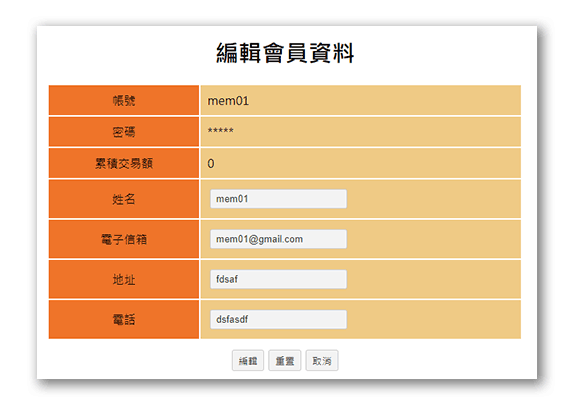 編輯會員資料
帳號 mem01
密碼 *****
累積交易額 0
姓名 mem01
電子信箱 mem01@gmail.com
地址 fdsaf
電話 dsfasdf
編輯 重置 取消